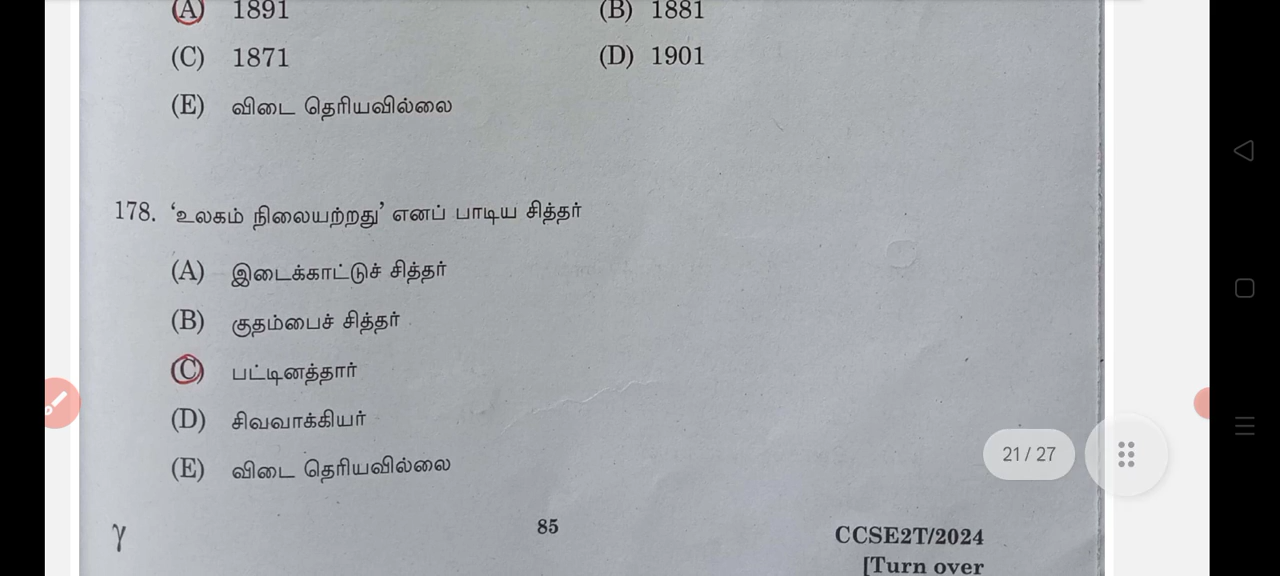 (A) 1891 (B) 1881
(C) 1871 (D) 1901
(E) விடை தெரியவில்லை
178. ‘உலகம் நிலையற்றது’ எனப் பாடிய சித்தர்
(A) இடைக்காட்டுச் சித்தர்
(B) குதம்பைச் சித்தர்
(C) பட்டினத்தார்
(D) சிவவாக்கியர்
(E) விடை தெரியவில்லை
21 / 27
γ 85 CCSE2T/2024
[Turn over